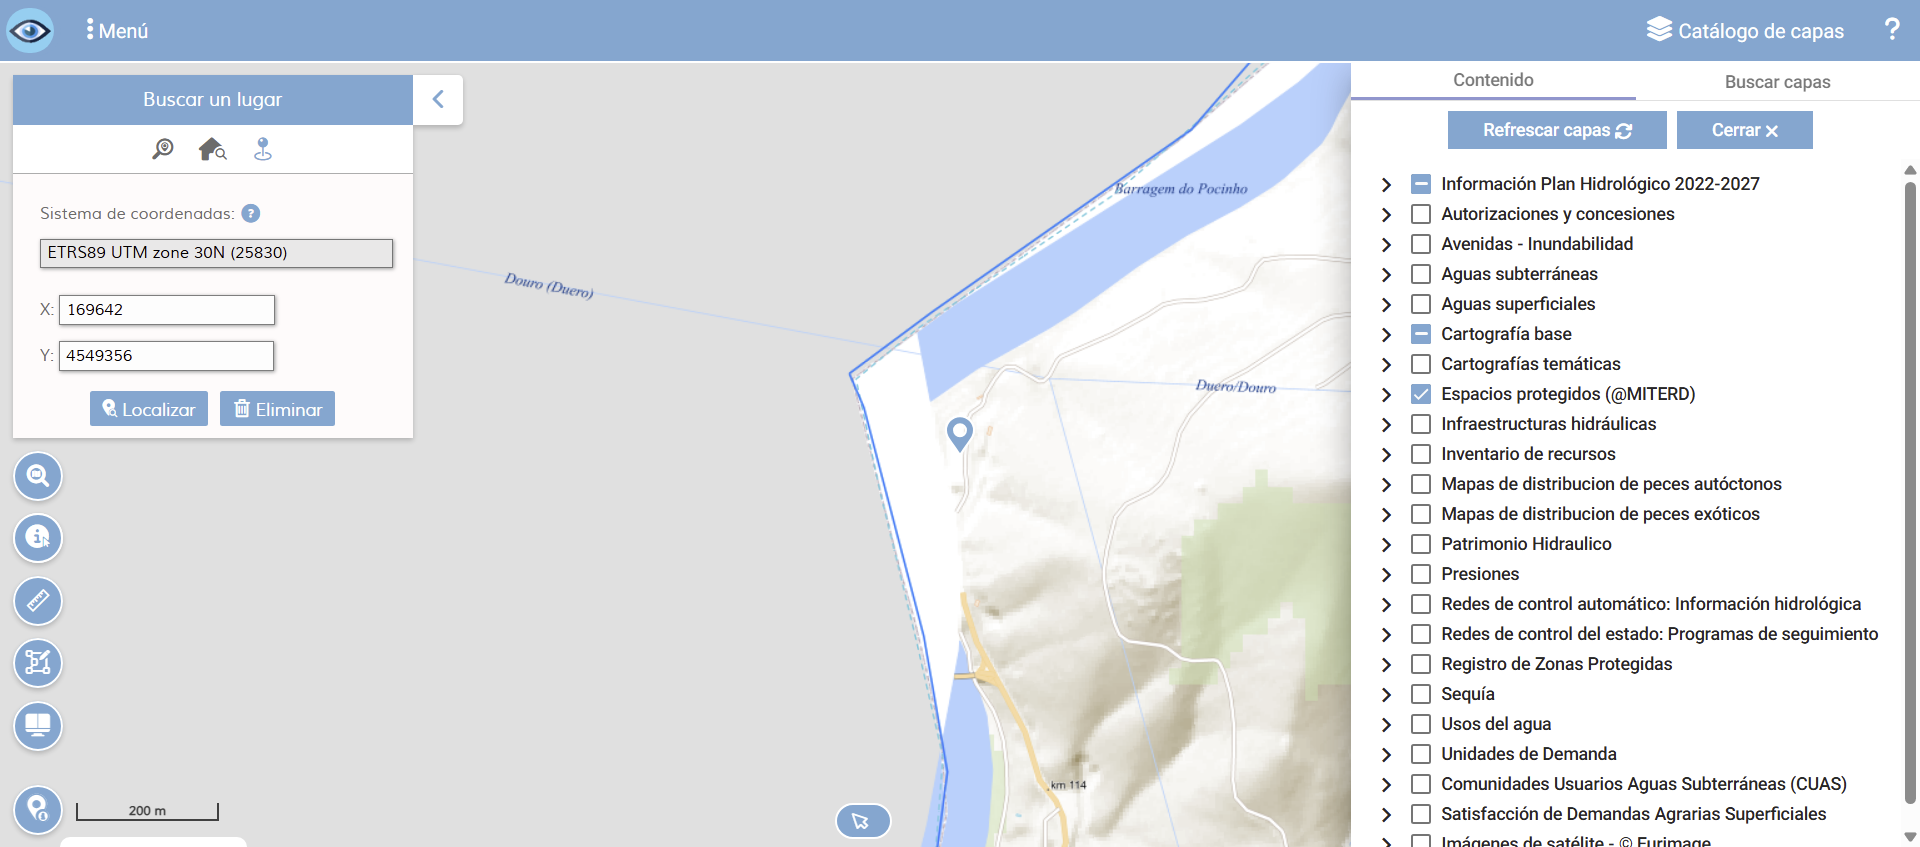 Menú
Catálogo de capas
?
Buscar un lugar
Sistema de coordenadas: ?
ETRS89 UTM zone 30N (25830)
X: 169642
Y: 4549356
Localizar
Eliminar
200 m
Barragem do Pocinho
Douro (Duero)
Duero/Douro
km 114
Contenido
Buscar capas
Refrescar capas
Cerrar
Información Plan Hidrológico 2022-2027
Autorizaciones y concesiones
Avenidas - Inundabilidad
Aguas subterráneas
Aguas superficiales
Cartografía base
Cartografías temáticas
Espacios protegidos (@MITERD)
Infraestructuras hidráulicas
Inventario de recursos
Mapas de distribucion de peces autóctonos
Mapas de distribucion de peces exóticos
Patrimonio Hidraulico
Presiones
Redes de control automático: Información hidrológica
Redes de control del estado: Programas de seguimiento
Registro de Zonas Protegidas
Sequía
Usos del agua
Unidades de Demanda
Comunidades Usuarios Aguas Subterráneas (CUAS)
Satisfacción de Demandas Agrarias Superficiales
Imágenes de satélite - © Eurimage